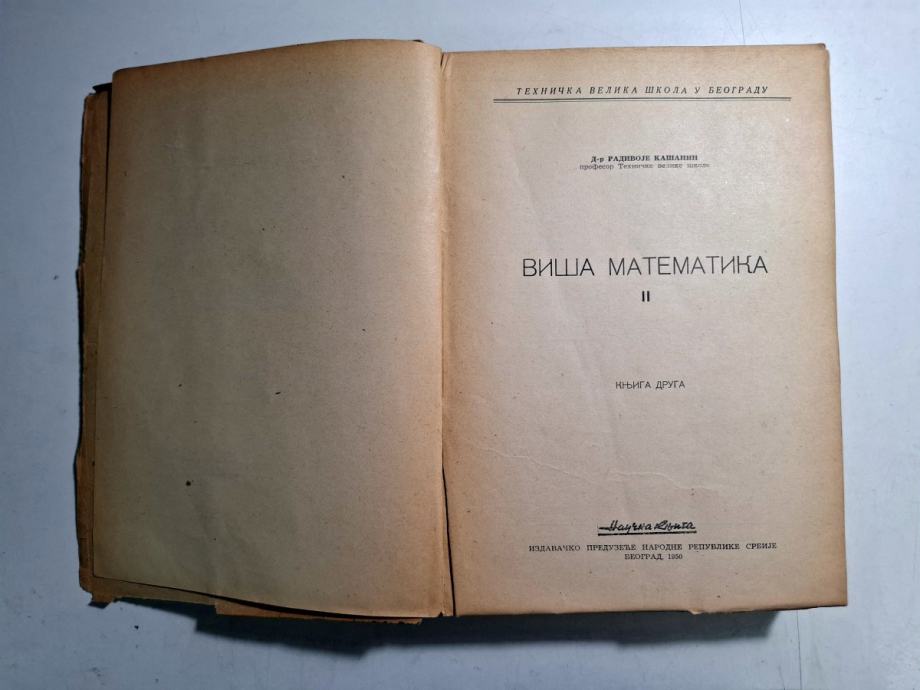 ТЕХНИЧКА ВЕЛИКА ШКОЛА У БЕОГРАДУ
Д-р РАДИВОЈЕ КАШАНИН
професор Техничке велике школе
ВИША МАТЕМАТИКА
II
КЊИГА ДРУГА
Научна књига
ИЗДАВАЧКО ПРЕДУЗЕЋЕ НАРОДНЕ РЕПУБЛИКЕ СРБИЈЕ
БЕОГРАД, 1950